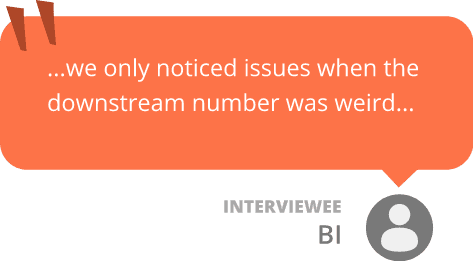 ...we only noticed issues when the
downstream number was weird...
INTERVIEWEE
BI